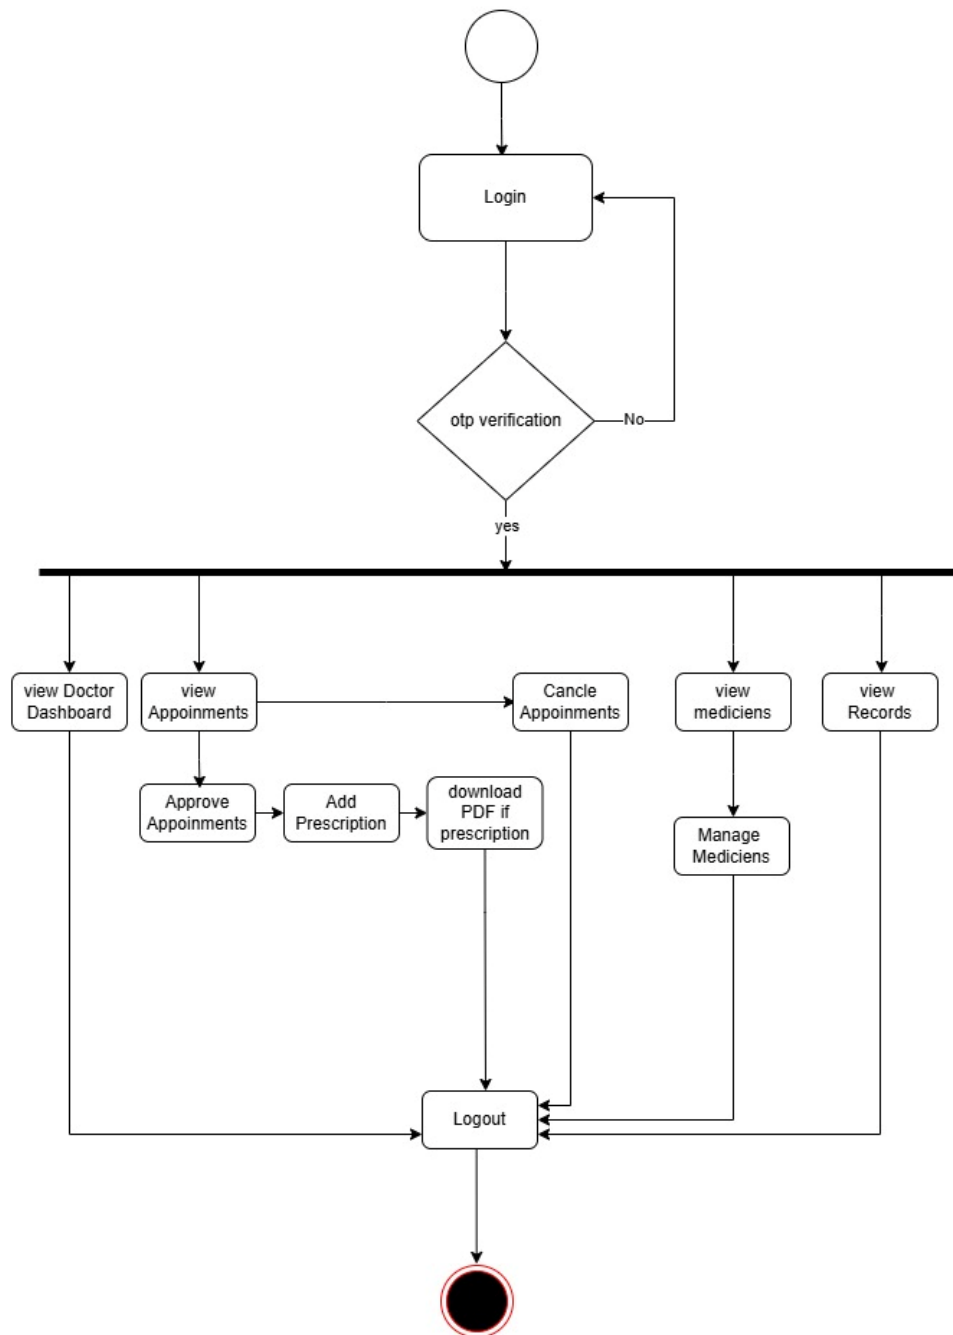 Login
otp verification
No
yes
view Doctor
Dashboard
view
Appoinments
Cancle
Appoinments
view
mediciens
view
Records
Approve
Appoinments
Add
Prescription
download
PDF if
prescription
Manage
Mediciens
Logout